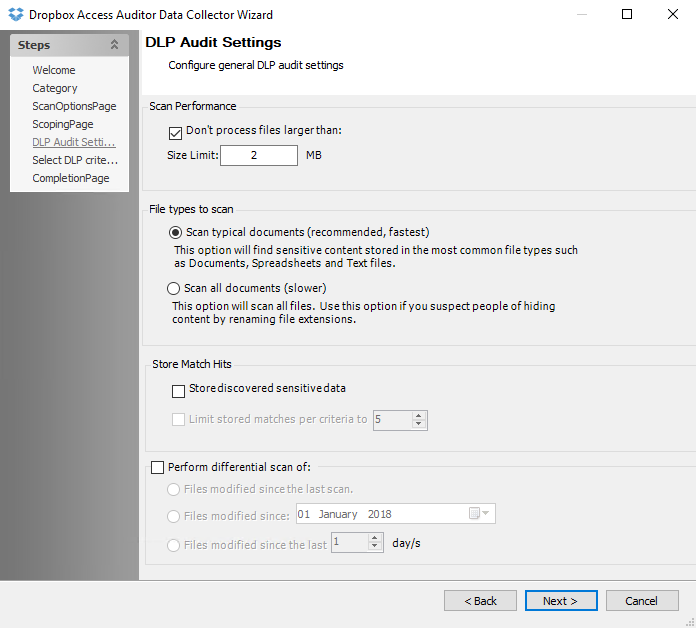 Dropbox Access Auditor Data Collector Wizard
Steps
Welcome
Category
ScanOptionsPage
ScopingPage
DLP Audit Setti...
Select DLP crite...
CompletionPage
DLP Audit Settings
Configure general DLP audit settings
Scan Performance
Don't process files larger than:
Size Limit: 2 MB
File types to scan
Scan typical documents (recommended, fastest)
This option will find sensitive content stored in the most common file types such
as Documents, Spreadsheets and Text files.
Scan all documents (slower)
This option will scan all files. Use this option if you suspect people of hiding
content by renaming file extensions.
Store Match Hits
Store discovered sensitive data
Limit stored matches per criteria to 5
Perform differential scan of:
Files modified since the last scan.
Files modified since: 01 January 2018
Files modified since the last 1 day/s
< Back Next > Cancel